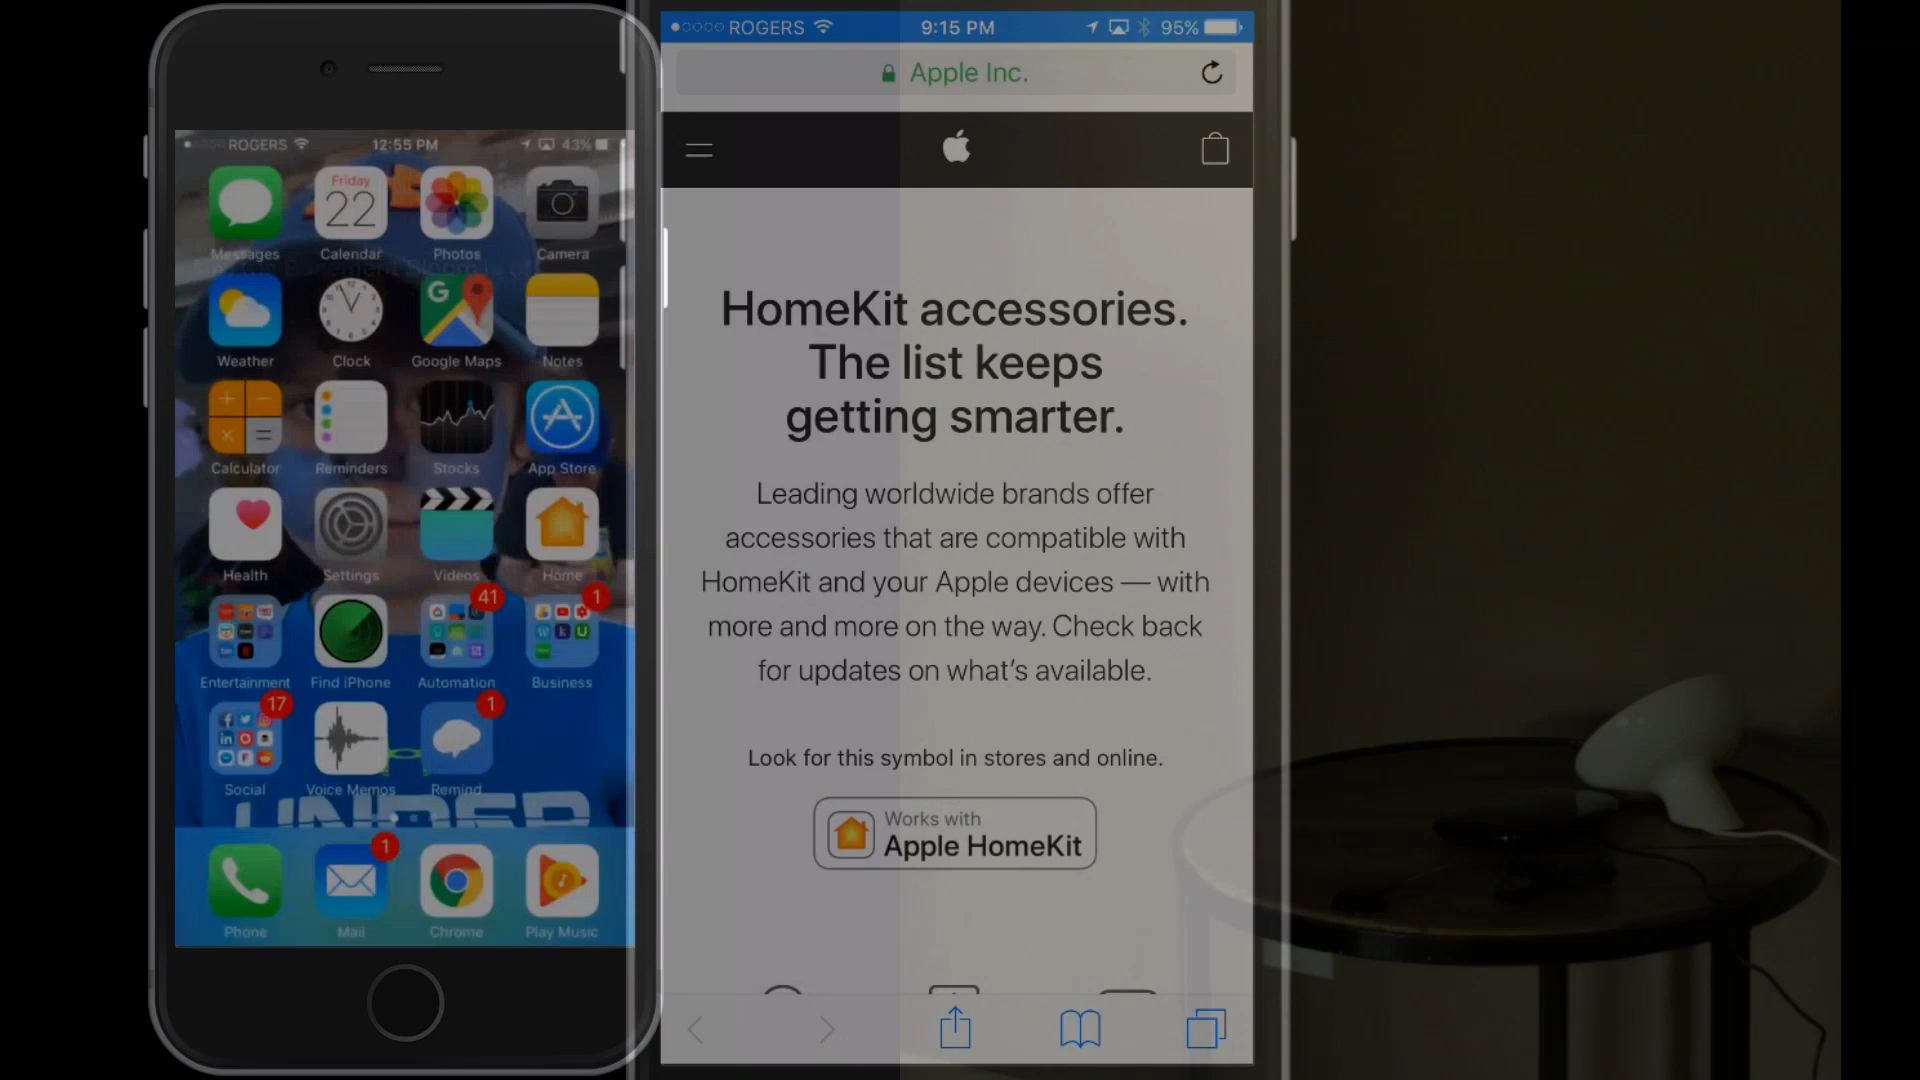 ROGERS 12:55 PM 43%
Friday
22
Messages Calendar Photos Camera
G
Weather Clock Google Maps Notes
Calculator Reminders Stocks App Store
Health Settings Videos Home
41 1
Entertainment Find iPhone Automation Business
17 1
Social Voice Memos Remind
UNDER
1
Phone Mail Chrome Play Music
ROGERS 9:15 PM 95%
Apple Inc.
HomeKit accessories.
The list keeps
getting smarter.
Leading worldwide brands offer
accessories that are compatible with
HomeKit and your Apple devices — with
more and more on the way. Check back
for updates on what’s available.
Look for this symbol in stores and online.
Works with
Apple HomeKit